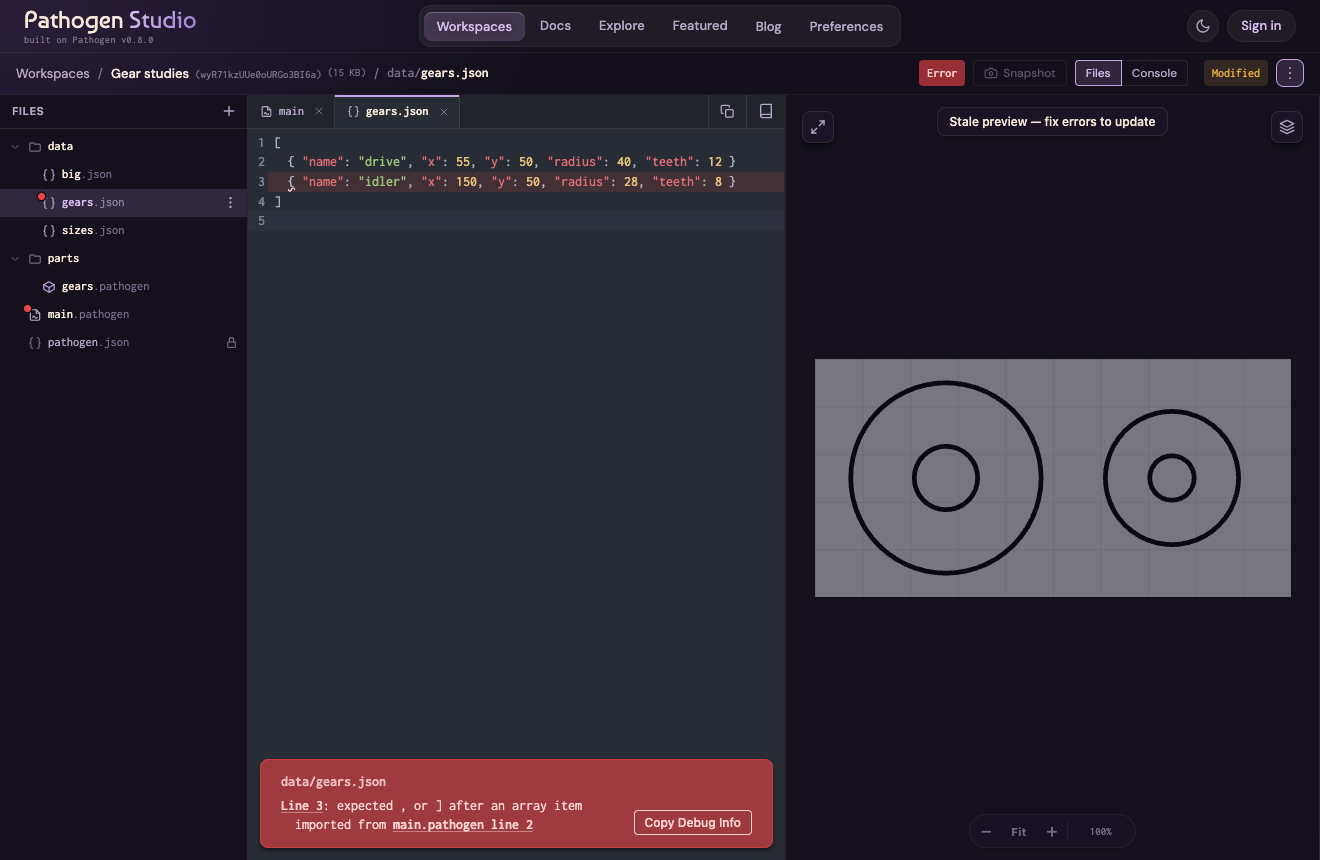 Pathogen Studio
built on Pathogen v0.8.0
Workspaces Docs Explore Featured Blog Preferences
Sign in
Workspaces / Gear studies (wyR71kzUUe0oURGo3BI6a) (15 KB) / data/gears.json
Error Snapshot Files Console Modified
FILES
data
{} big.json
{} gears.json
{} sizes.json
parts
gears.pathogen
main.pathogen
{} pathogen.json
main {} gears.json
1 [
2 { "name": "drive", "x": 55, "y": 50, "radius": 40, "teeth": 12 }
3 { "name": "idler", "x": 150, "y": 50, "radius": 28, "teeth": 8 }
4 ]
5
data/gears.json
Line 3: expected , or ] after an array item
imported from main.pathogen line 2
Copy Debug Info
Stale preview — fix errors to update
Fit 100%